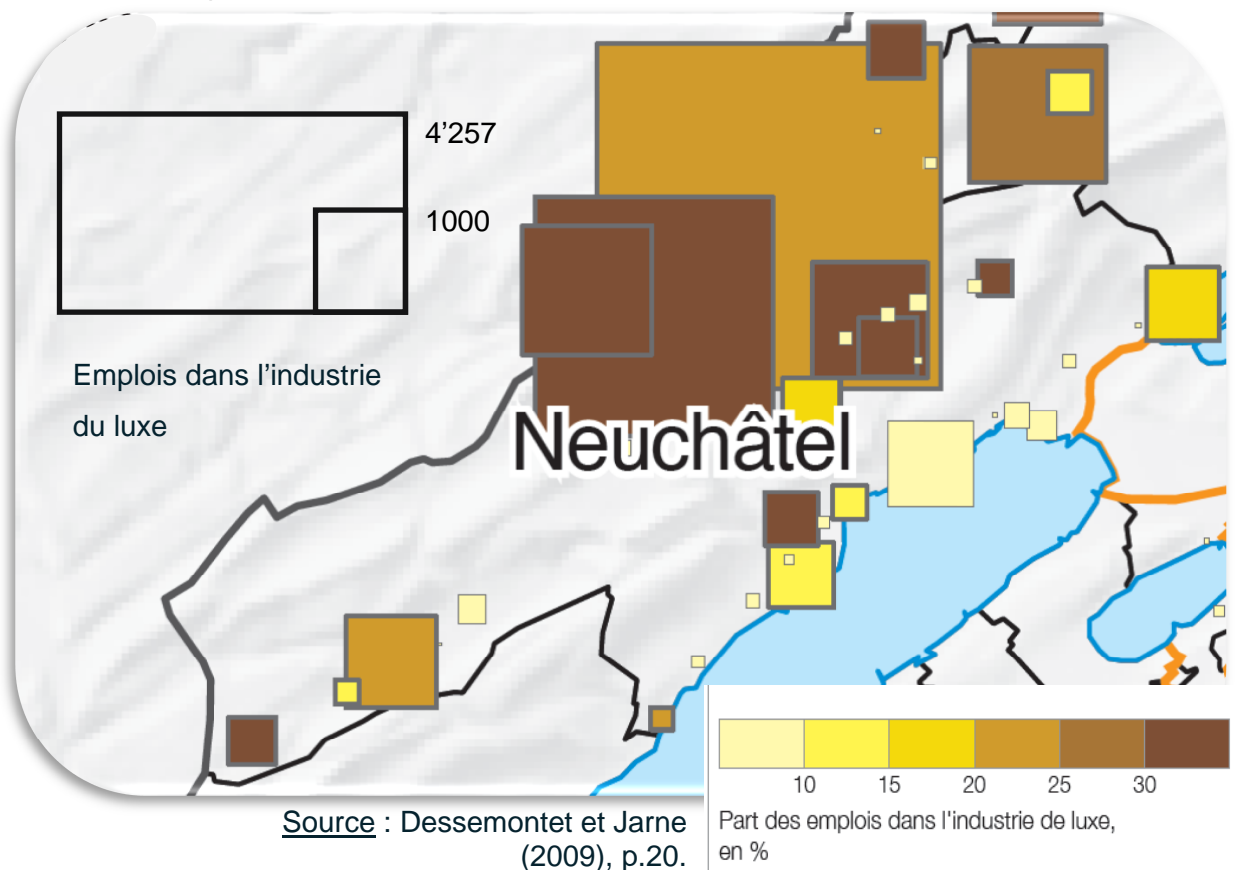 4’257
1000
Emplois dans l’industrie
du luxe
Neuchâtel
10 15 20 25 30
Part des emplois dans l'industrie de luxe,
en %
Source : Dessemontet et Jarne
(2009), p.20.